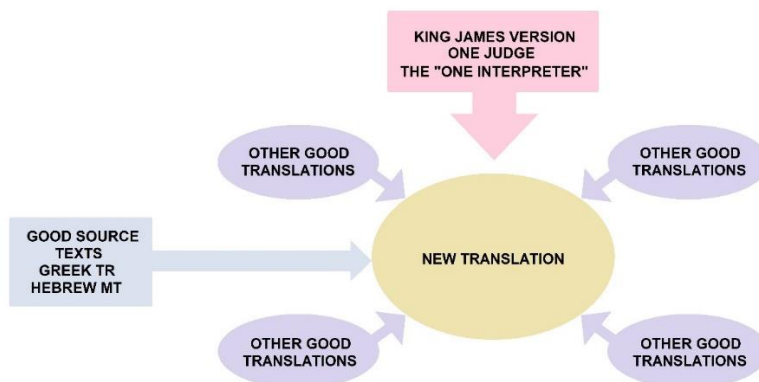 KING JAMES VERSION
ONE JUDGE
THE "ONE INTERPRETER"
OTHER GOOD
TRANSLATIONS
OTHER GOOD
TRANSLATIONS
GOOD SOURCE
TEXTS
GREEK TR
HEBREW MT
NEW TRANSLATION
OTHER GOOD
TRANSLATIONS
OTHER GOOD
TRANSLATIONS